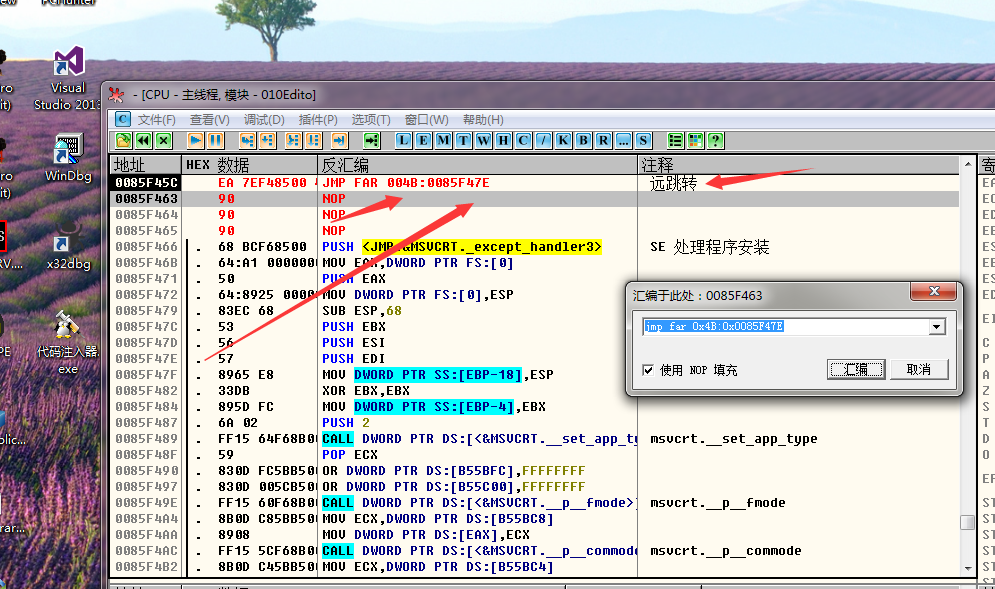 PCHunter
Visual
Studio 201
WinDbg
x32dbg
代码注入器.
exe
- [CPU - 主线程, 模块 - 010Edito]
C 文件(F) 查看(V) 调试(D) 插件(P) 选项(T) 窗口(W) 帮助(H)
L E M T W H C / K B R ... S ?
地址 HEX 数据 反汇编 注释
0085F45C EA 7EF48500 JMP FAR 004B:0085F47E 远跳转
0085F463 90 NOP
0085F464 90 NOP
0085F465 90 NOP
0085F466 . 68 BCF68500 PUSH <JMP.&MSVCRT._except_handler3> SE 处理程序安装
0085F46B . 64:A1 000000 MOV EAX,DWORD PTR FS:[0]
0085F471 . 50 PUSH EAX
0085F472 . 64:8925 0000 MOV DWORD PTR FS:[0],ESP
0085F479 . 83EC 68 SUB ESP,68
0085F47C . 53 PUSH EBX
0085F47D . 56 PUSH ESI
0085F47E . 57 PUSH EDI
0085F47F . 8965 E8 MOV DWORD PTR SS:[EBP-18],ESP
0085F482 . 33DB XOR EBX,EBX
0085F484 . 895D FC MOV DWORD PTR SS:[EBP-4],EBX
0085F487 . 6A 02 PUSH 2
0085F489 . FF15 64F68B0 CALL DWORD PTR DS:[<&MSVCRT.__set_app_ty msvcrt.__set_app_type
0085F48F . 59 POP ECX
0085F490 . 830D FC5BB50 OR DWORD PTR DS:[B55BFC],FFFFFFFF
0085F497 . 830D 005CB50 OR DWORD PTR DS:[B55C00],FFFFFFFF
0085F49E . FF15 60F68B0 CALL DWORD PTR DS:[<&MSVCRT.__p__fmode>] msvcrt.__p__fmode
0085F4A4 . 8B0D C85BB50 MOV ECX,DWORD PTR DS:[B55BC8]
0085F4AA . 8908 MOV DWORD PTR DS:[EAX],ECX
0085F4AC . FF15 5CF68B0 CALL DWORD PTR DS:[<&MSVCRT.__p__commode msvcrt.__p__commode
0085F4B2 . 8B0D C45BB50 MOV ECX,DWORD PTR DS:[B55BC4]
汇编于此处：0085F463
jmp far 0x4B:0x0085F47E
使用 NOP 填充 汇编 取消